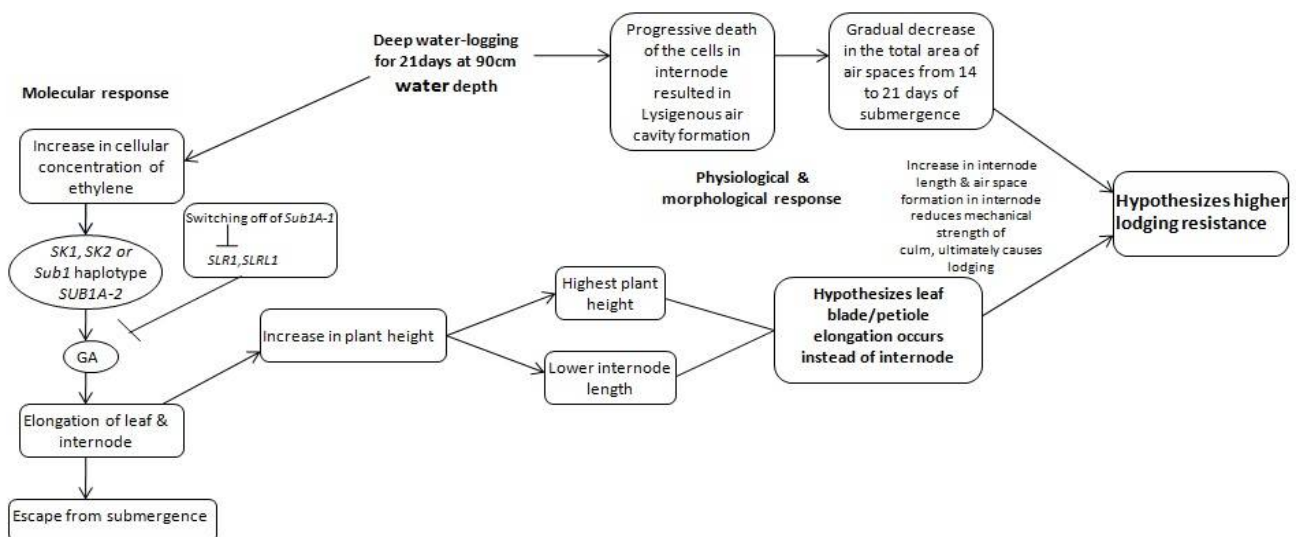 Deep water-logging
for 21days at 90cm
water depth
Progressive death
of the cells in
internode
resulted in
Lysigenous air
cavity formation
Gradual decrease
in the total area of
air spaces from 14
to 21 days of
submergence
Molecular response
Increase in cellular
concentration of
ethylene
Physiological &
morphological response
Increase in internode
length & air space
formation in internode
reduces mechanical
strength of
culm, ultimately causes
lodging
Hypothesizes higher
lodging resistance
Switching off of Sub1A-1
SLR1,SLRL1
SK1, SK2 or
Sub1 haplotype
SUB1A-2
GA
Increase in plant height
Highest plant
height
Lower internode
length
Hypothesizes leaf
blade/petiole
elongation occurs
instead of internode
Elongation of leaf &
internode
Escape from submergence